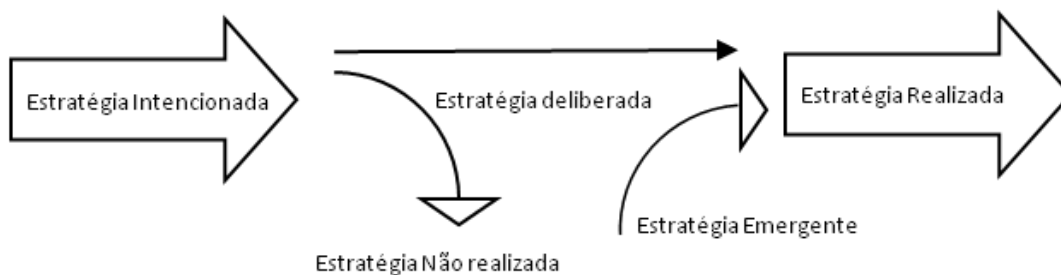 Estratégia Intencionada
Estratégia deliberada
Estratégia Realizada
Estratégia Emergente
Estratégia Não realizada